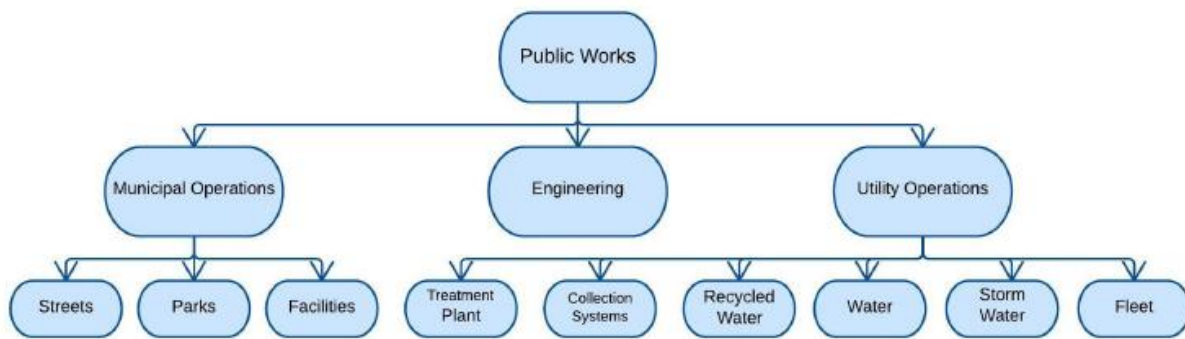 Public Works
Municipal Operations
Engineering
Utility Operations
Streets
Parks
Facilities
Treatment
Plant
Collection
Systems
Recycled
Water
Water
Storm
Water
Fleet